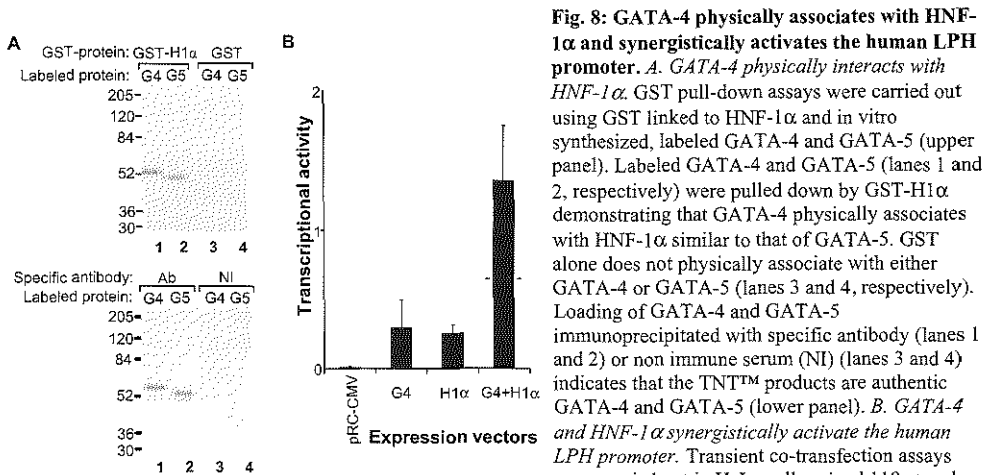 A
GST-protein: GST-H1α GST
Labeled protein: G4 G5 G4 G5
205-
120-
84-
52-
36-
30-
1 2 3 4
Specific antibody: Ab NI
Labeled protein: G4 G5 G4 G5
205-
120-
84-
52-
36-
30-
1 2 3 4
B
Transcriptional activity
2
1
0
pRC-CMV
G4
H1α
G4+H1α
Expression vectors
Fig. 8: GATA-4 physically associates with HNF-
1α and synergistically activates the human LPH
promoter. A. GATA-4 physically interacts with
HNF-1α. GST pull-down assays were carried out
using GST linked to HNF-1α and in vitro
synthesized, labeled GATA-4 and GATA-5 (upper
panel). Labeled GATA-4 and GATA-5 (lanes 1 and
2, respectively) were pulled down by GST-H1α
demonstrating that GATA-4 physically associates
with HNF-1α similar to that of GATA-5. GST
alone does not physically associate with either
GATA-4 or GATA-5 (lanes 3 and 4, respectively).
Loading of GATA-4 and GATA-5
immunoprecipitated with specific antibody (lanes 1
and 2) or non immune serum (NI) (lanes 3 and 4)
indicates that the TNT™ products are authentic
GATA-4 and GATA-5 (lower panel). B. GATA-4
and HNF-1α synergistically activate the human
LPH promoter. Transient co-transfection assays